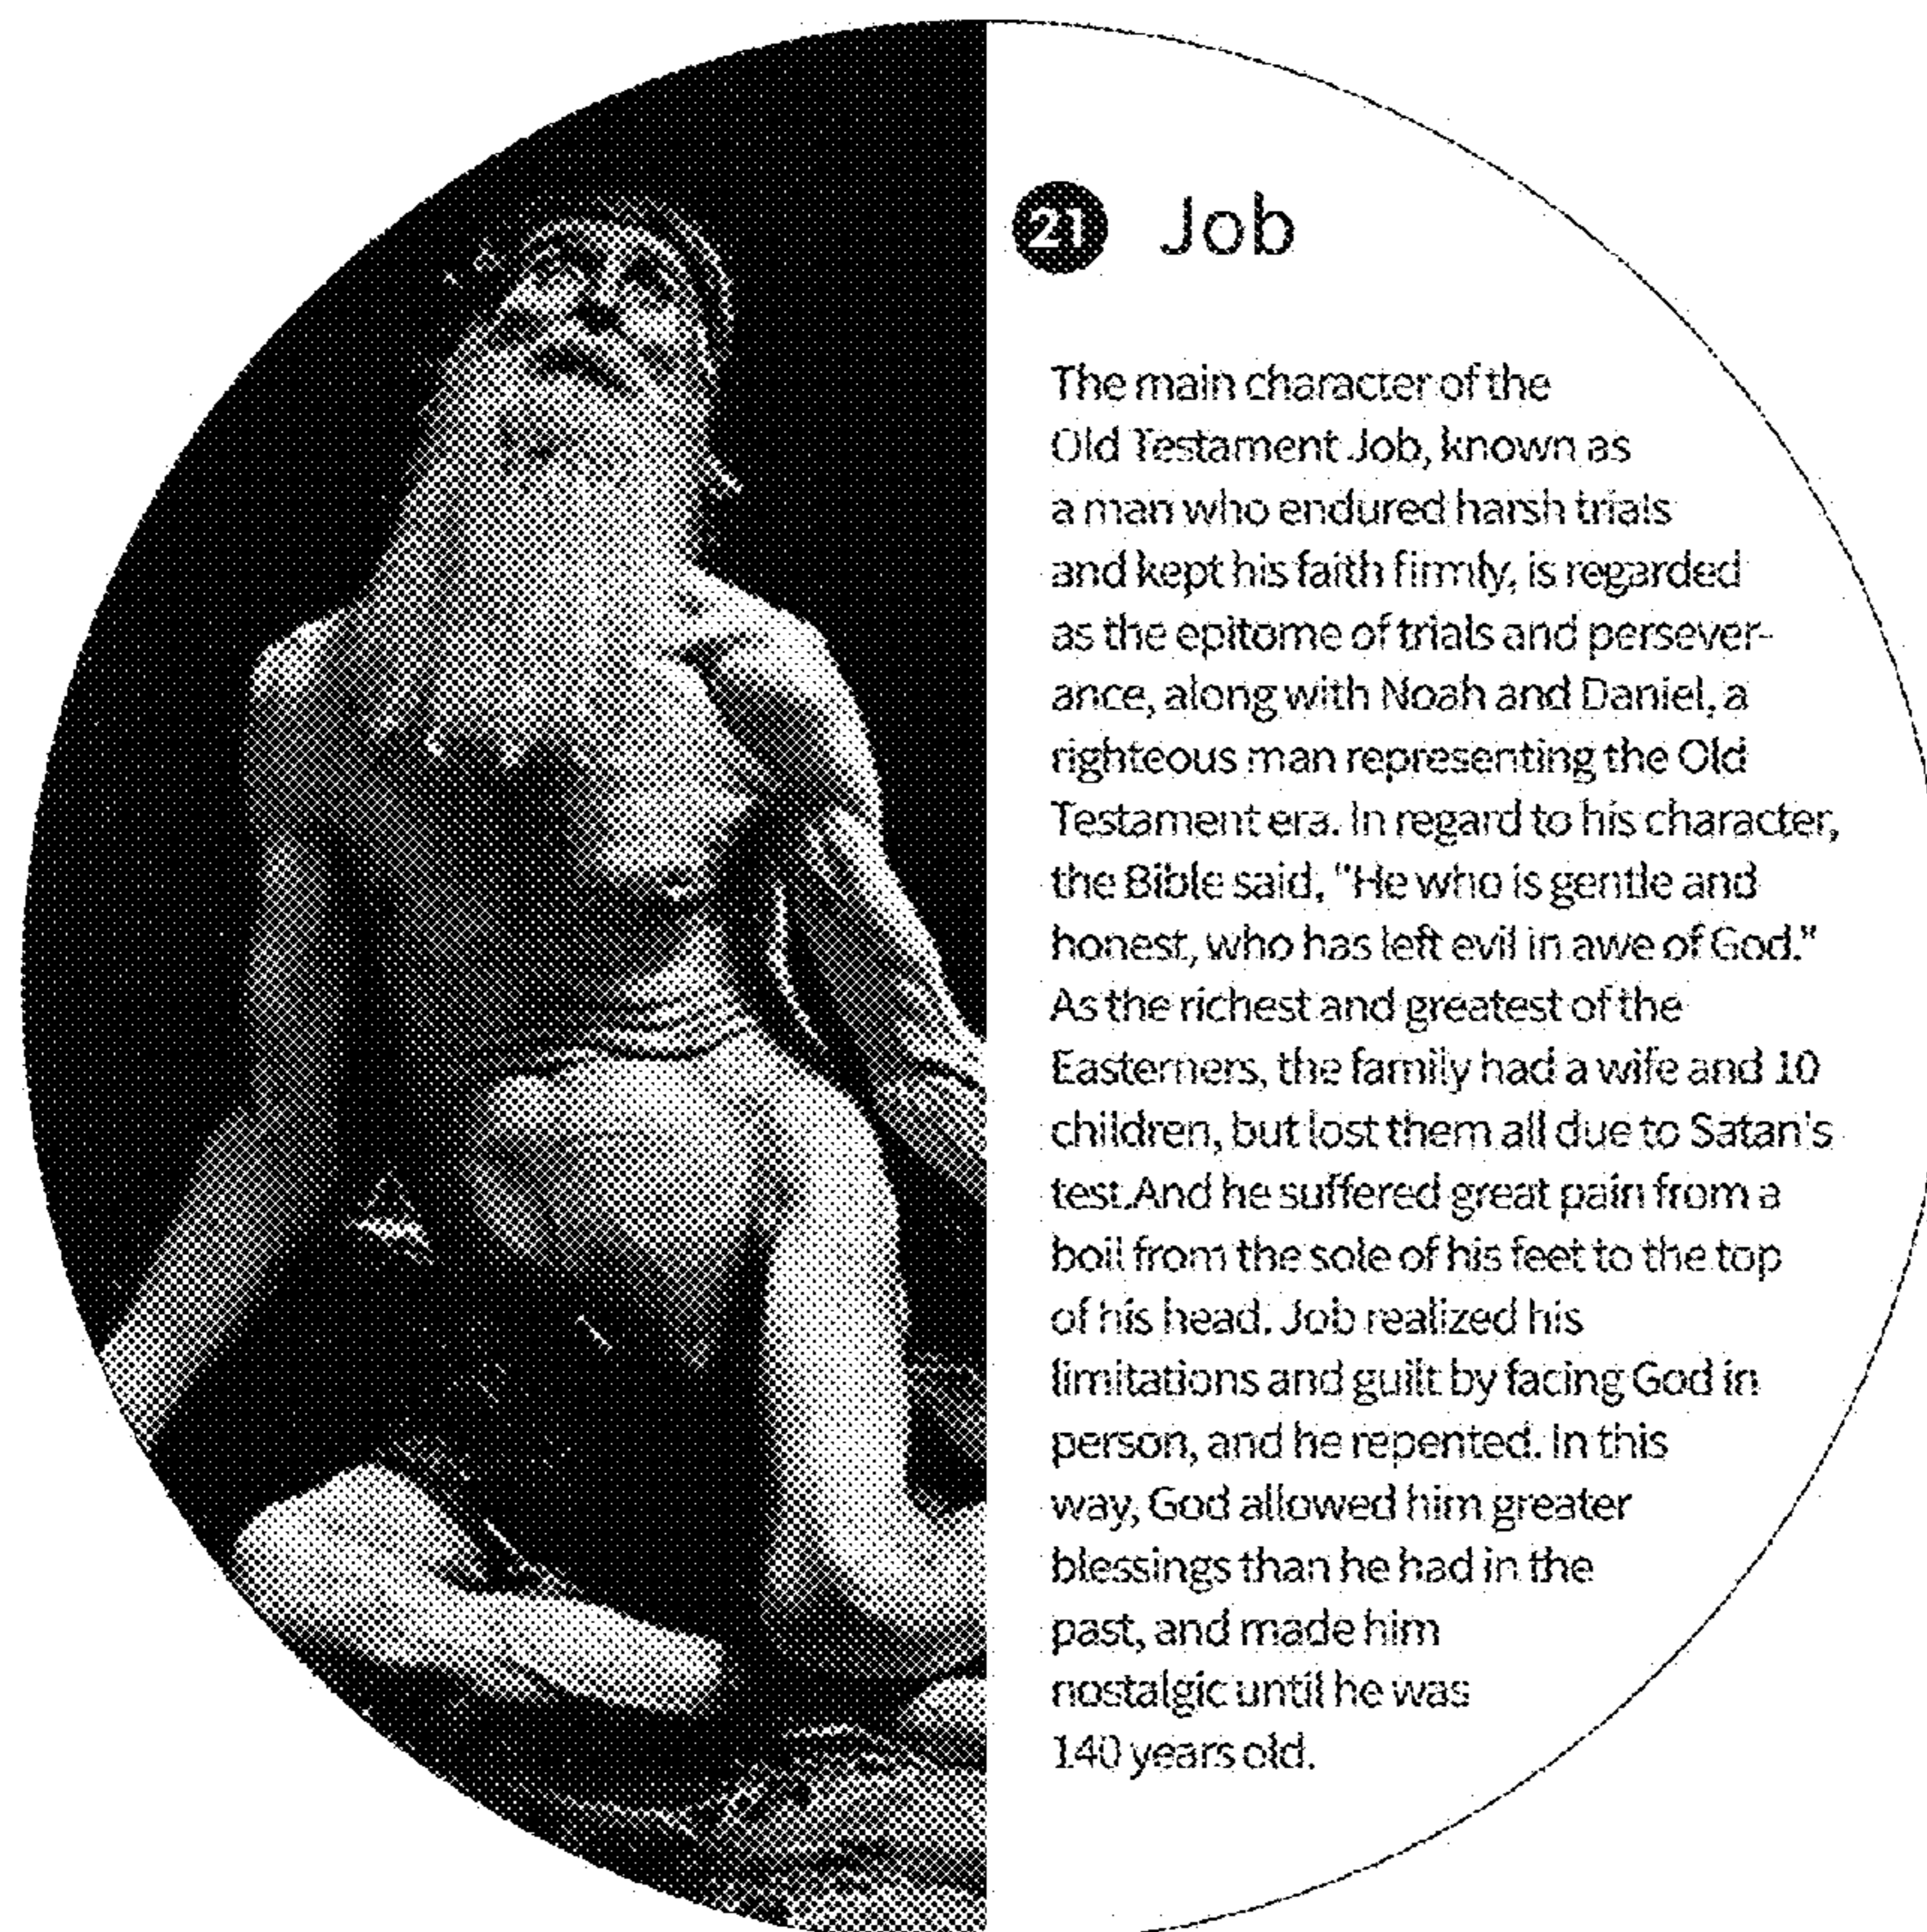 21 Job
The main character of the
Old Testament Job, known as
a man who endured harsh trials
and kept his faith firmly, is regarded
as the epitome of trials and persever-
ance, along with Noah and Daniel, a
righteous man representing the Old
Testament era. In regard to his character,
the Bible said, "He who is gentle and
honest, who has left evil in awe of God."
As the richest and greatest of the
Easterners, the family had a wife and 10
children, but lost them all due to Satan's
test.And he suffered great pain from a
boil from the sole of his feet to the top
of his head. Job realized his
limitations and guilt by facing God in
person, and he repented. In this
way, God allowed him greater
blessings than he had in the
past, and made him
nostalgic until he was
140 years old.